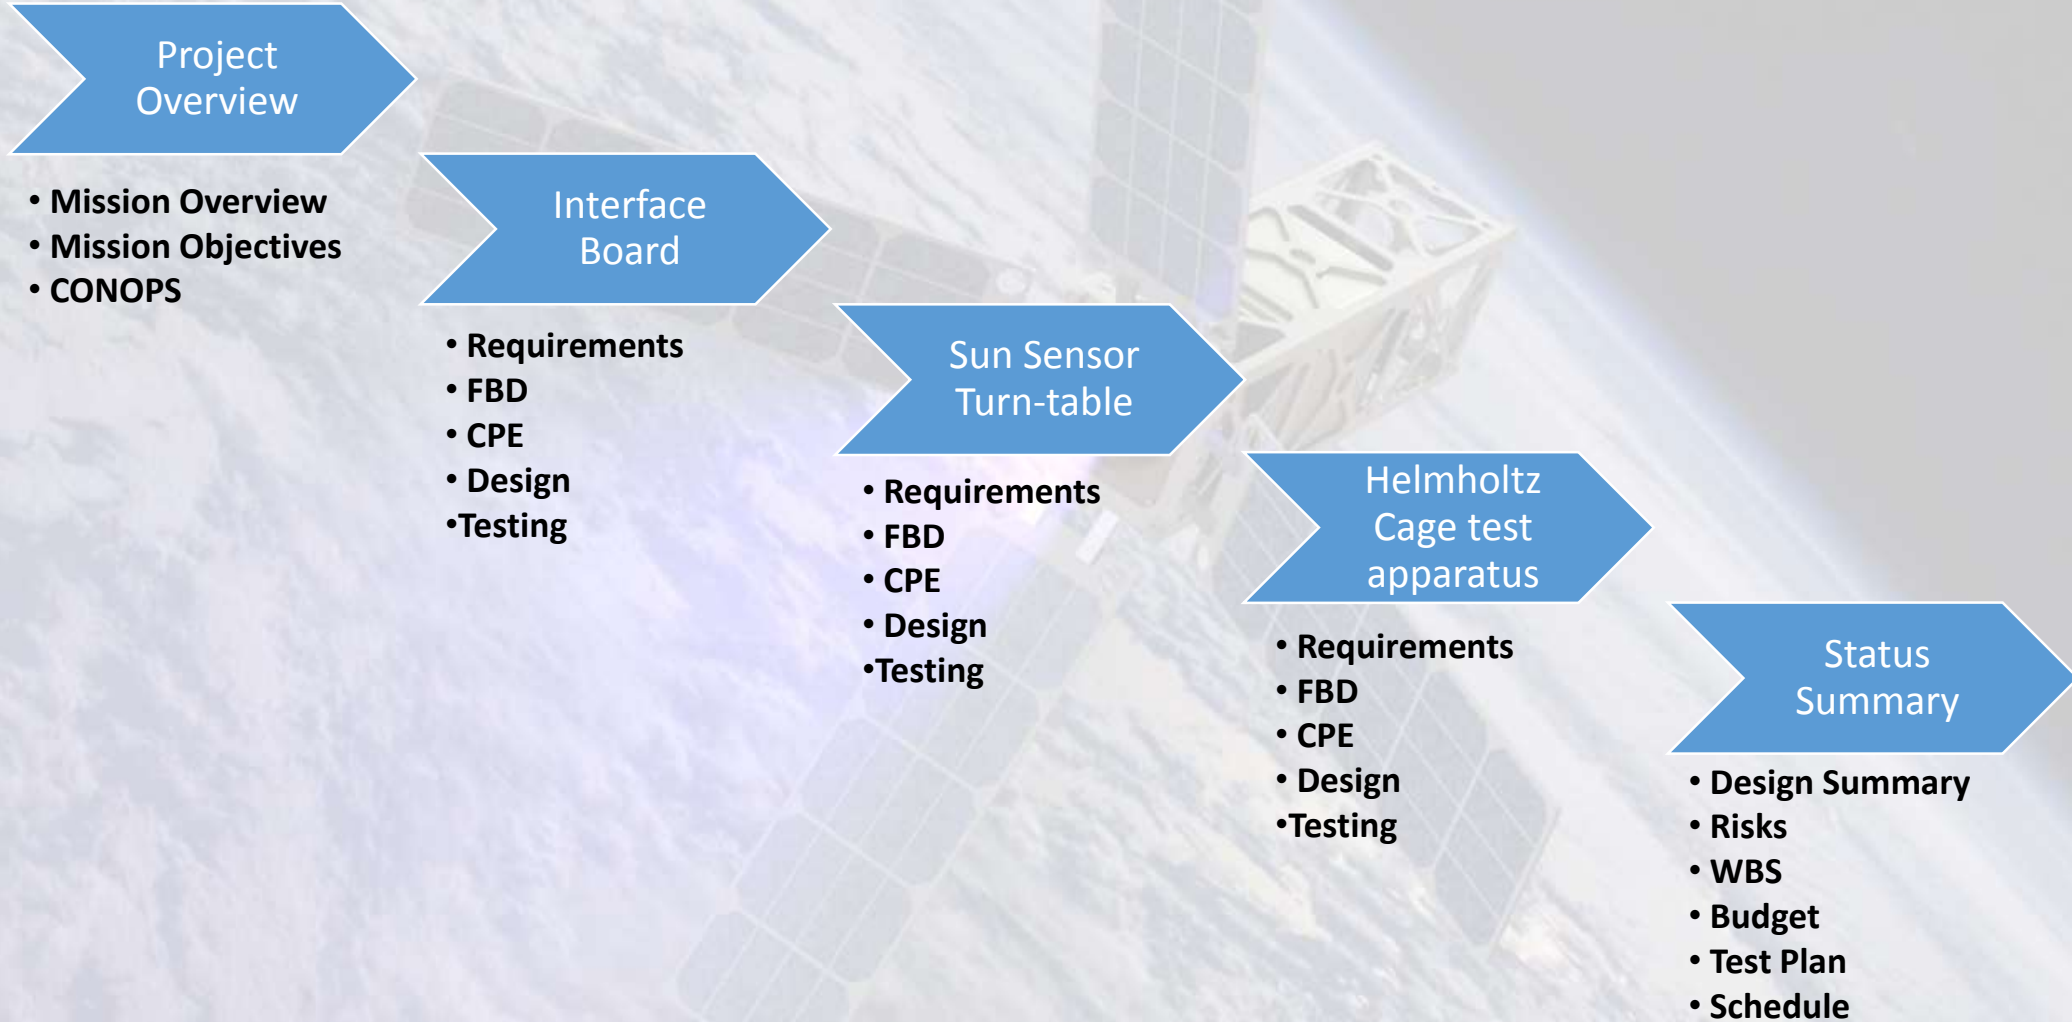 Project
Overview
• Mission Overview
• Mission Objectives
• CONOPS
Interface
Board
• Requirements
• FBD
• CPE
• Design
•Testing
Sun Sensor
Turn-table
• Requirements
• FBD
• CPE
• Design
•Testing
Helmholtz
Cage test
apparatus
• Requirements
• FBD
• CPE
• Design
•Testing
Status
Summary
• Design Summary
• Risks
• WBS
• Budget
• Test Plan
• Schedule